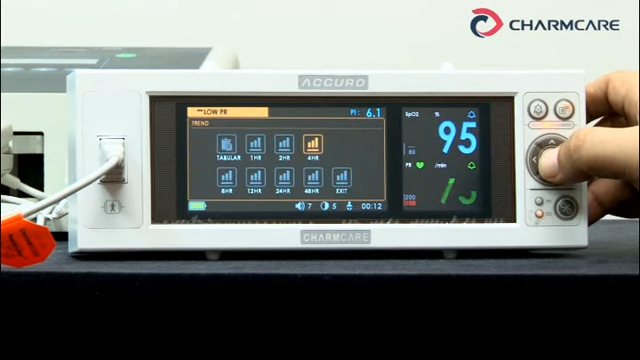 CHARMCARE
ACCURO
LOW PR
PI: 6.1
TREND
TABULAR 1HR 2HR 4HR
8HR 12HR 24HR 48HR EXIT
7 5 00:12
SpO2 %
95
PR /min
CHARMCARE